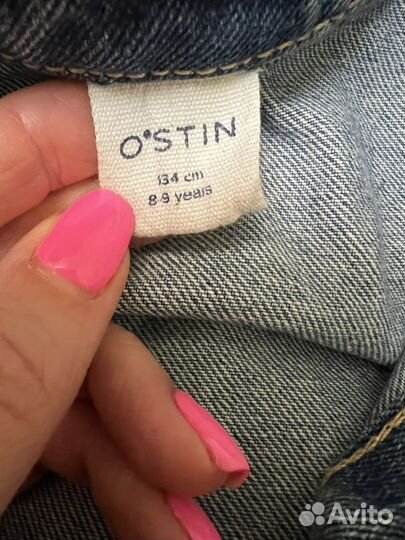 O'STIN
134 cm
8-9 years
Avito